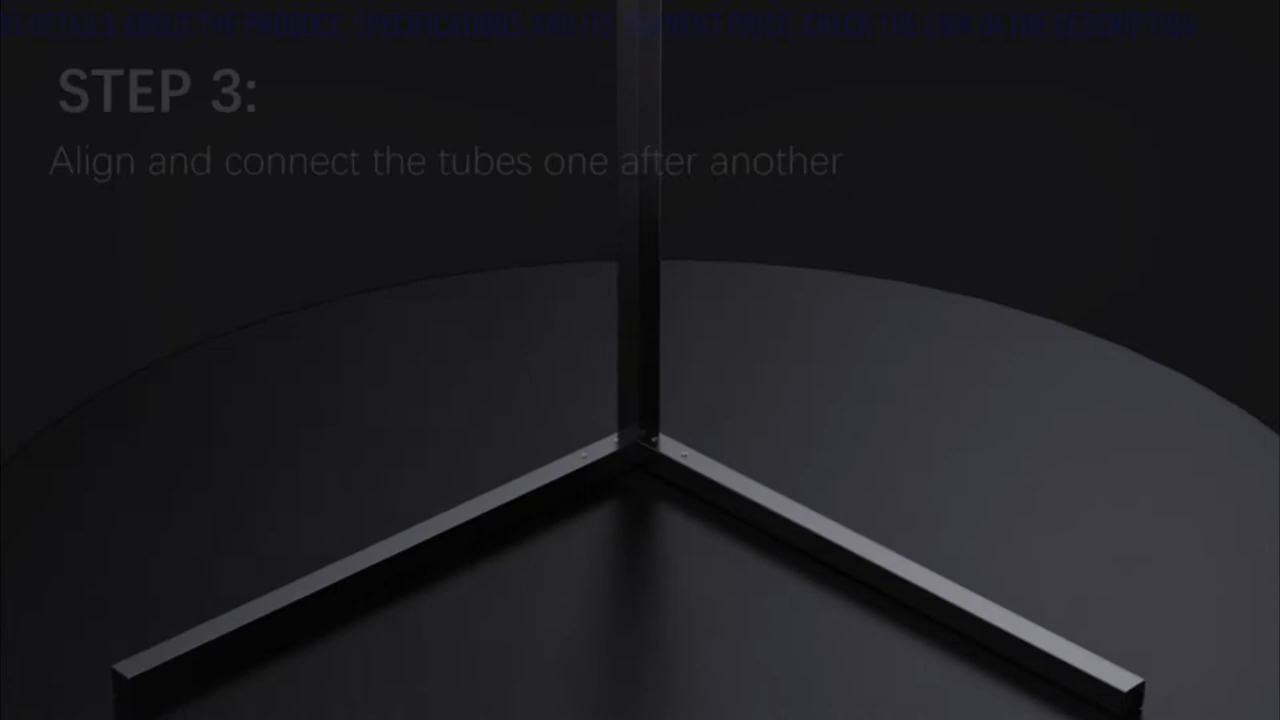 DETAILS ABOUT THE PRODUCT, SPECIFICATIONS AND ITS CURRENT PRICE, CHECK THE LINK IN THE DESCRIPTION
STEP 3:
Align and connect the tubes one after another